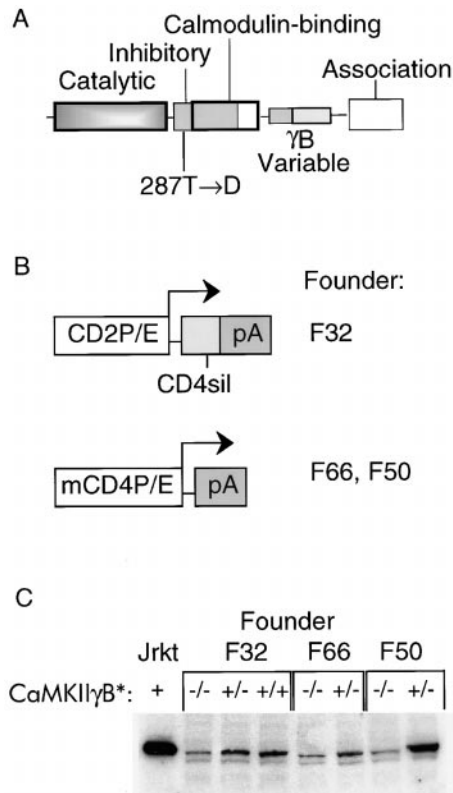 A
Calmodulin-binding
Inhibitory
Catalytic
Association
γB
Variable
287T→D
B
Founder:
CD2P/E
pA
F32
CD4sil
mCD4P/E
pA
F66, F50
C
Founder
Jrkt F32 F66 F50
CaMKIIγB*: + -/- +/- +/+ -/- +/- -/- +/-